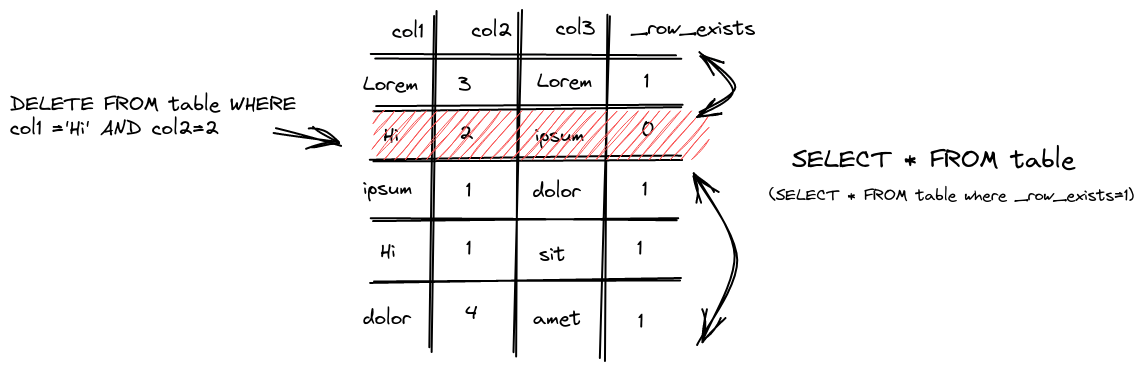 col1 col2 col3 _row_exists
Lorem 3 Lorem 1
DELETE FROM table WHERE
col1 ='Hi' AND col2=2
Hi 2 ipsum 0
SELECT * FROM table
(SELECT * FROM table where _row_exists=1)
ipsum 1 dolor 1
Hi 1 sit 1
dolor 4 amet 1